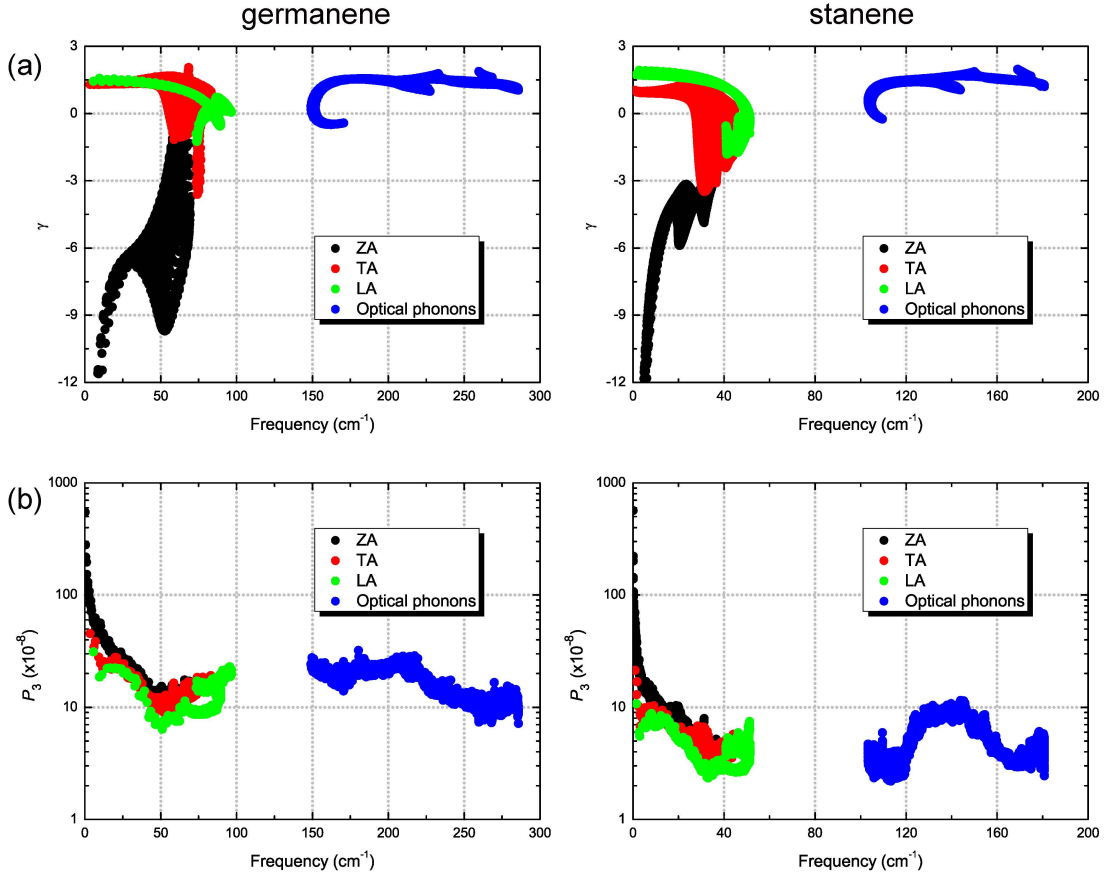 germanene stanene
(a)
3
0
-3
-6
-9
-12
γ
0 50 100 150 200 250 300
Frequency (cm-1)
ZA
TA
LA
Optical phonons
3
0
-3
-6
-9
-12
γ
0 40 80 120 160 200
Frequency (cm-1)
ZA
TA
LA
Optical phonons
(b)
1000
100
10
1
P3 (x10-8)
0 50 100 150 200 250 300
Frequency (cm-1)
ZA
TA
LA
Optical phonons
1000
100
10
1
P3 (x10-8)
0 40 80 120 160 200
Frequency (cm-1)
ZA
TA
LA
Optical phonons